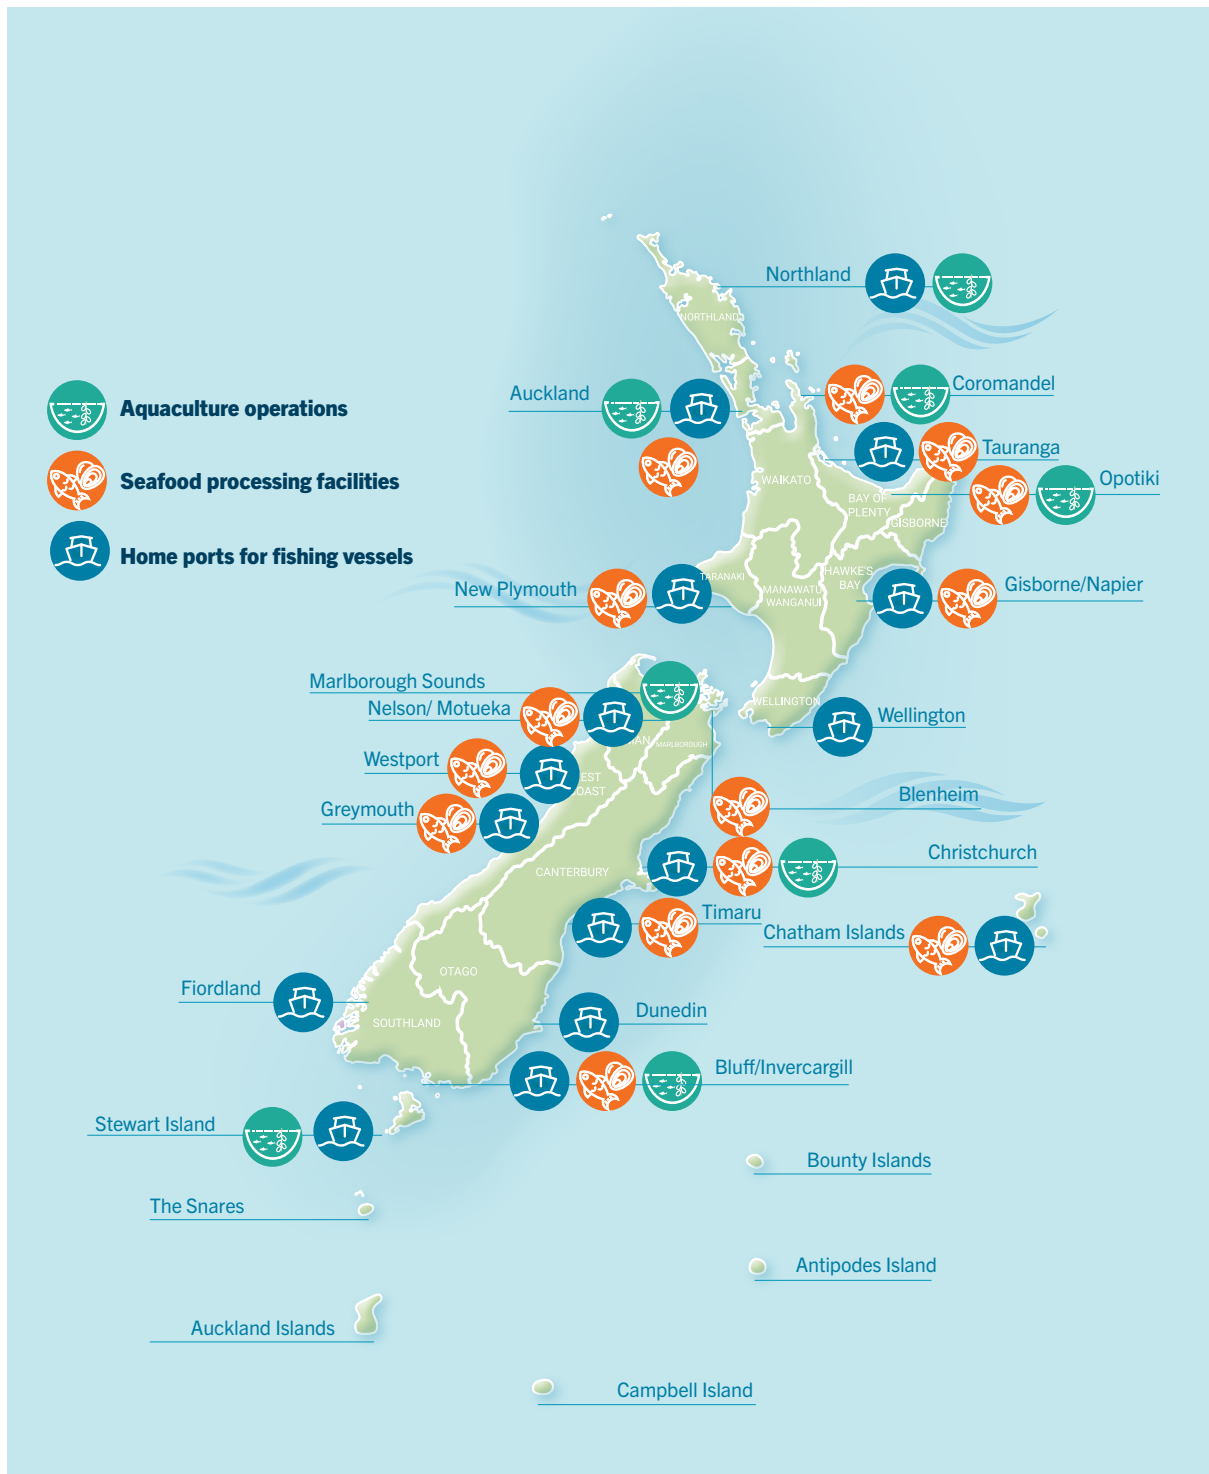 Northland
NORTHLAND
Auckland
Coromandel
Aquaculture operations
Tauranga
Seafood processing facilities
Opotiki
WAIKATO
BAY OF
PLENTY
GISBORNE
Home ports for fishing vessels
TARANAKI
HAWKE'S
BAY
MANAWATU
WANGANUI
New Plymouth
Gisborne/Napier
Marlborough Sounds
Nelson/ Motueka
WELLINGTON
Wellington
MARLBOROUGH
Westport
EST
OAST
Blenheim
Greymouth
Christchurch
CANTERBURY
Timaru
Chatham Islands
OTAGO
Fiordland
SOUTHLAND
Dunedin
Bluff/Invercargill
Stewart Island
Bounty Islands
The Snares
Antipodes Island
Auckland Islands
Campbell Island